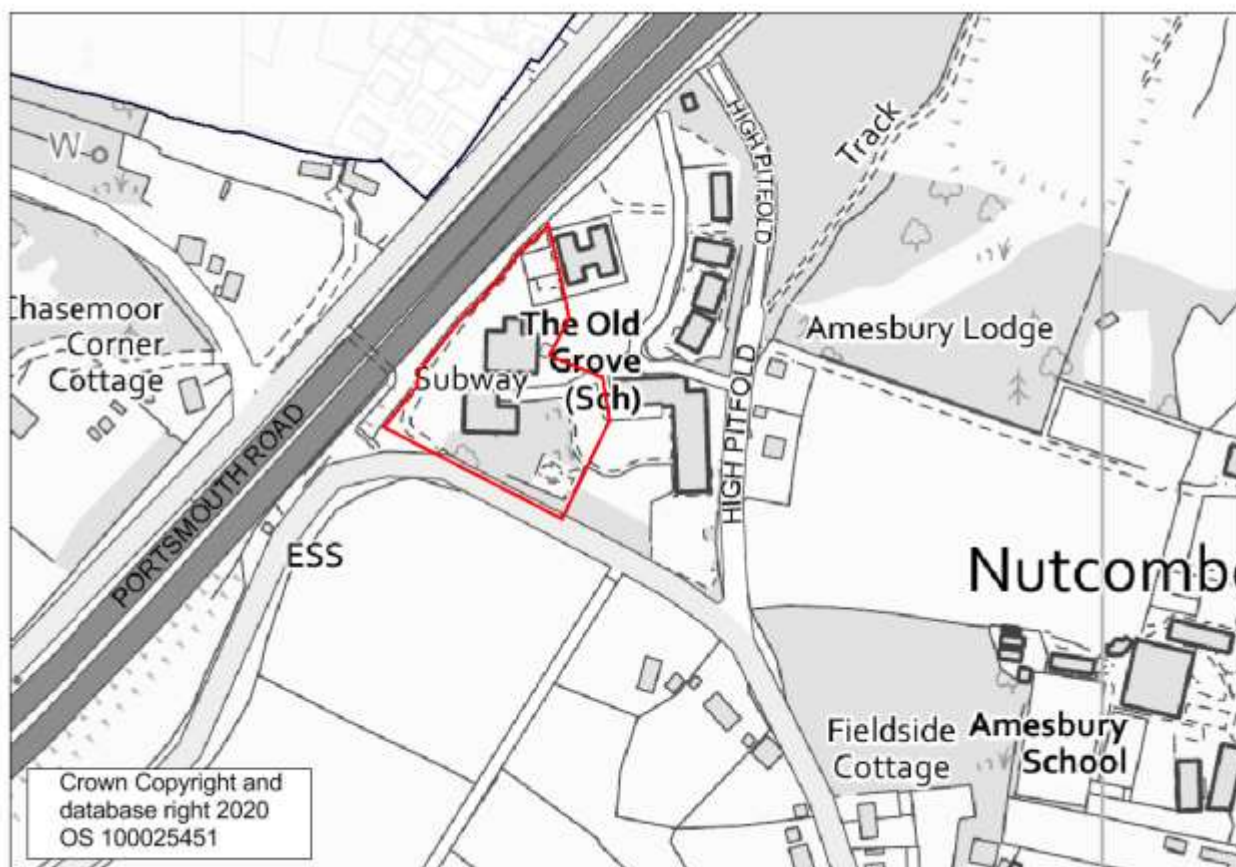 HIGH PITFOLD
Track
W
Chasemoor
Corner
Cottage
The Old
Grove
(Sch)
Subway
Amesbury Lodge
PORTSMOUTH ROAD
HIGH PITFOLD
ESS
Nutcombe
Fieldside
Cottage
Amesbury
School
Crown Copyright and
database right 2020
OS 100025451